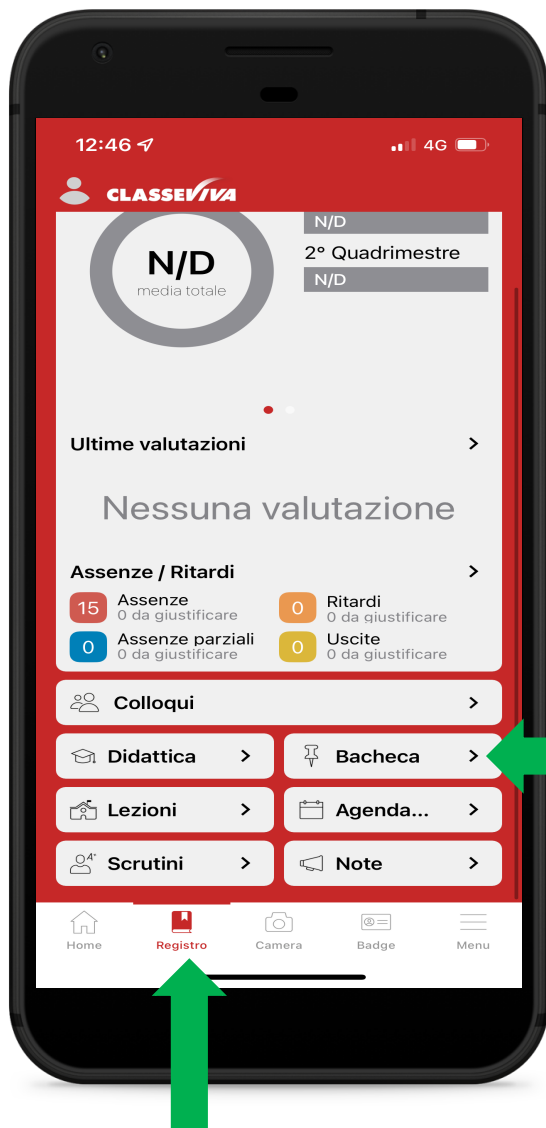 12:46 4G
CLASSEVIVA
N/D
N/D
media totale
2° Quadrimestre
N/D
Ultime valutazioni >
Nessuna valutazione
Assenze / Ritardi >
15 Assenze
0 da giustificare
0 Ritardi
0 da giustificare
0 Assenze parziali
0 da giustificare
0 Uscite
0 da giustificare
Colloqui >
Didattica > Bacheca >
Lezioni > Agenda... >
Scrutini > Note >
Home Registro Camera Badge Menu